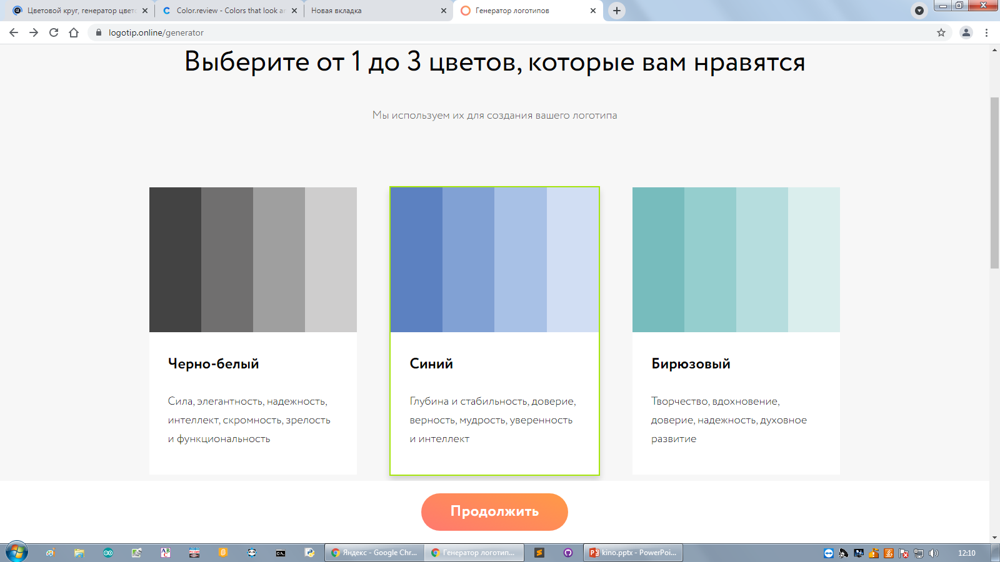 Цветовой круг, генератор цвет
Color.review - Colors that look a
Новая вкладка
Генератор логотипов
logotip.online/generator
Выберите от 1 до 3 цветов, которые вам нравятся
Мы используем их для создания вашего логотипа
Черно-белый
Сила, элегантность, надежность,
интеллект, скромность, зрелость
и функциональность
Синий
Глубина и стабильность, доверие,
верность, мудрость, уверенность
и интеллект
Бирюзовый
Творчество, вдохновение,
доверие, надежность, духовное
развитие
Продолжить
Яндекс - Google Chr...
Генератор логотип...
kino.pptx - PowerPoi...
12:10